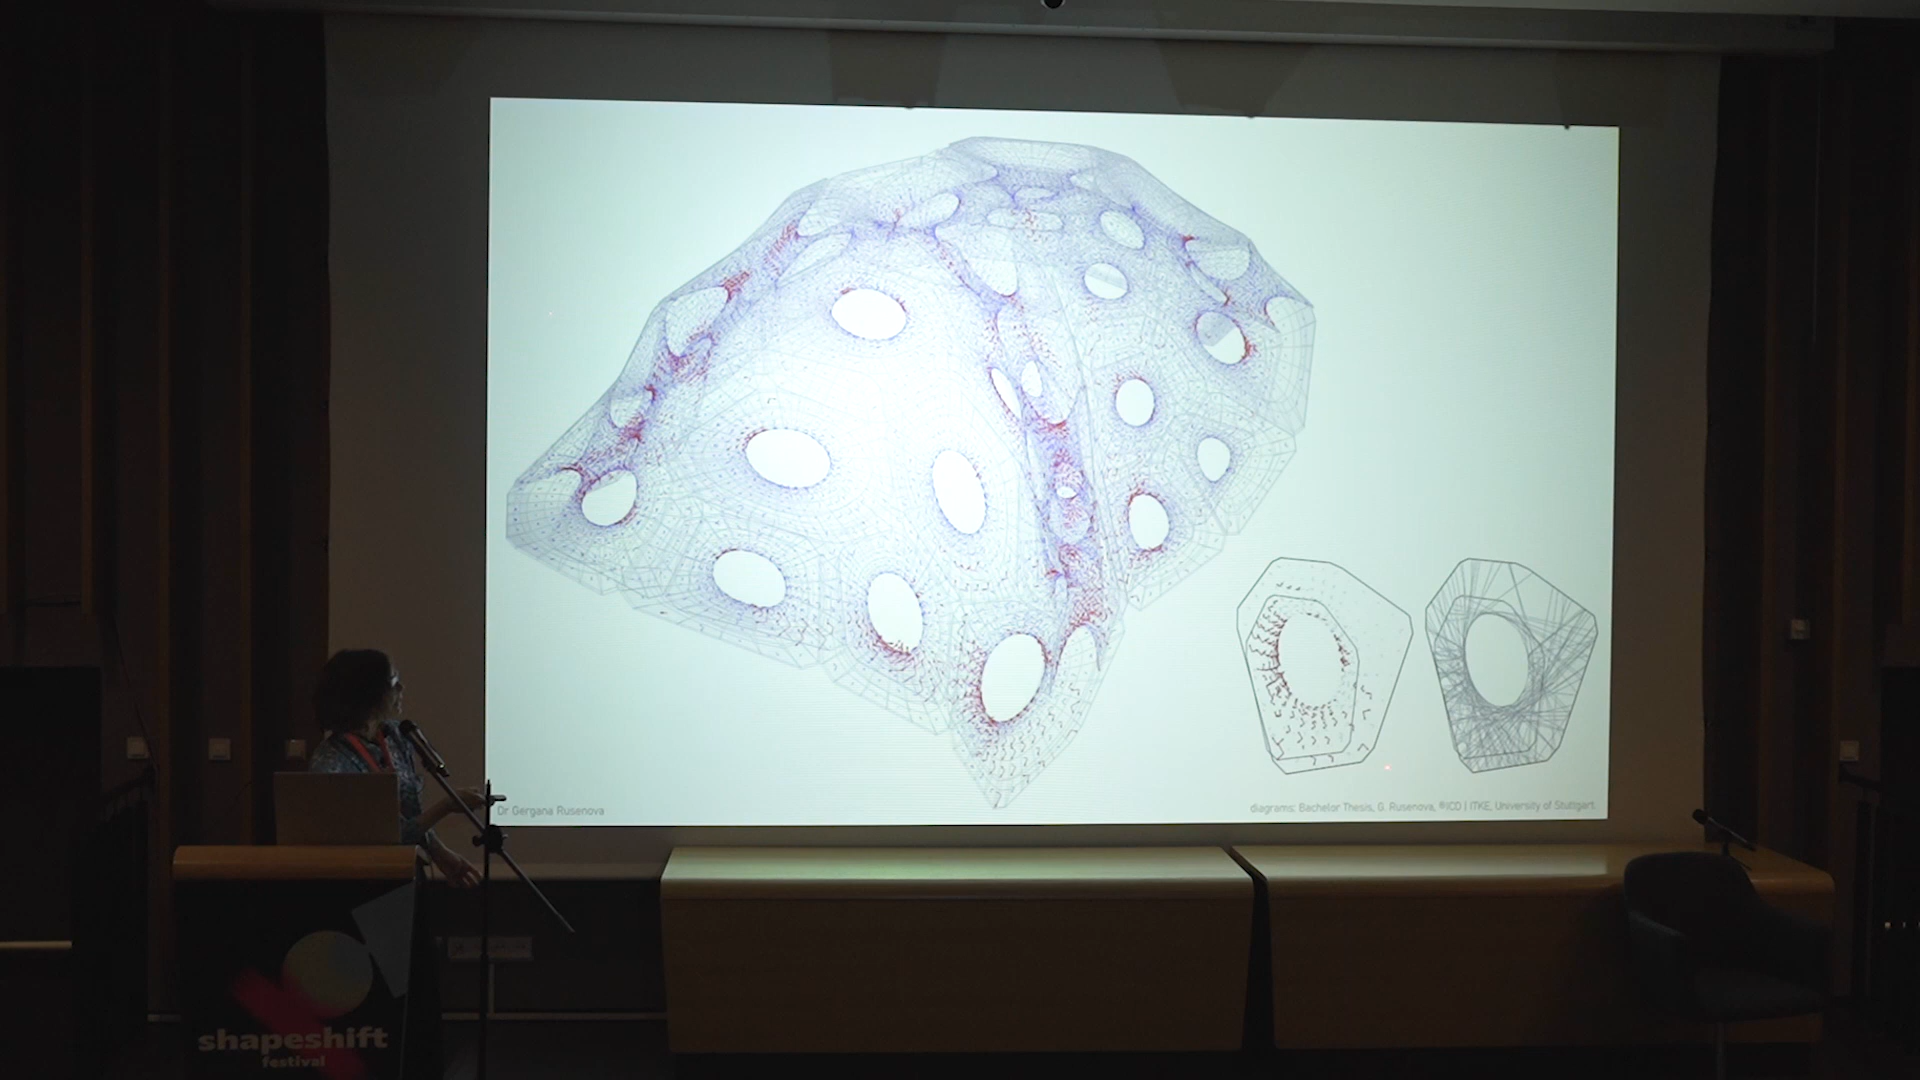 Dr Gergana Rusenova
diagrams: Bachelor Thesis, G. Rusenova, ®ICD | ITKE, University of Stuttgart
shapeshift
festival